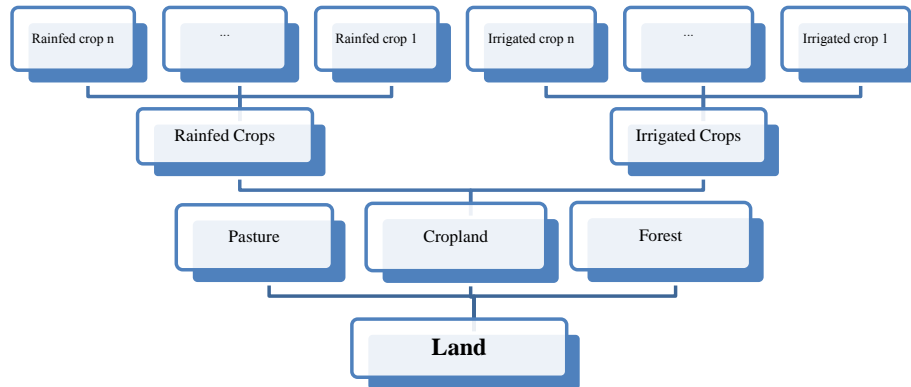 Rainfed crop n
...
Rainfed crop 1
Irrigated crop n
...
Irrigated crop 1
Rainfed Crops
Irrigated Crops
Pasture
Cropland
Forest
Land